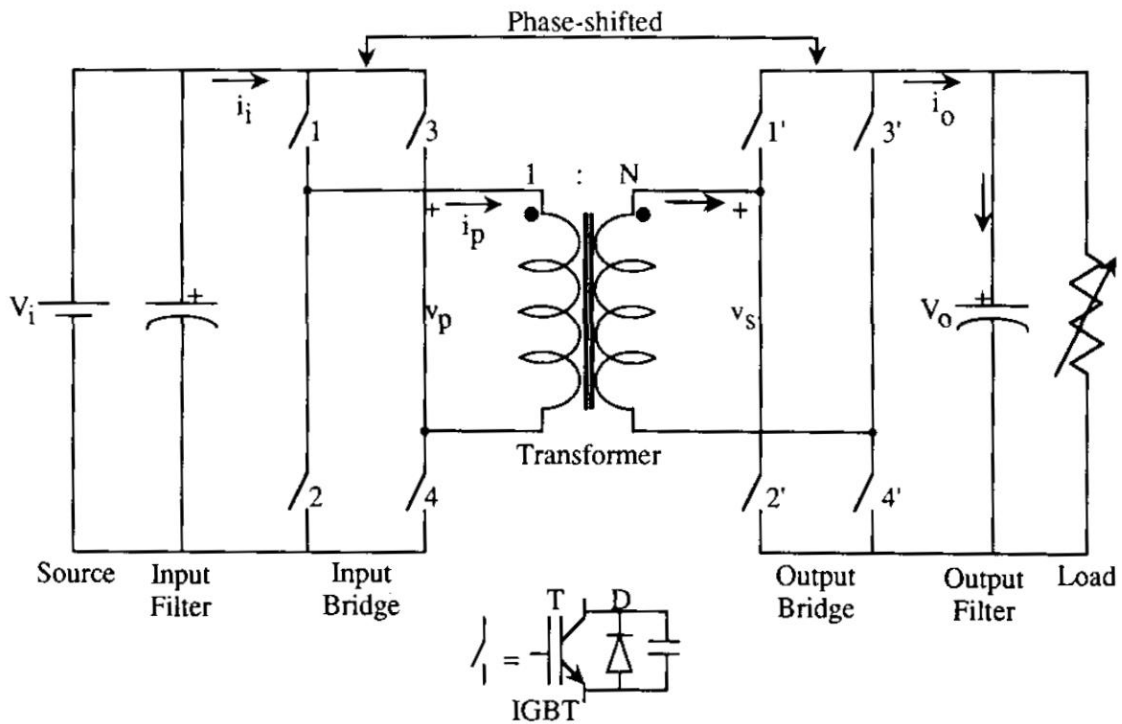 Phase-shifted
i_i
1
3
1'
3'
i_o
1 : N
+
i_p
+
V_i
+
v_p
v_s
V_o
+
Transformer
2
4
2'
4'
Source
Input
Filter
Input
Bridge
Output
Bridge
Output
Filter
Load
T
D
=
IGBT